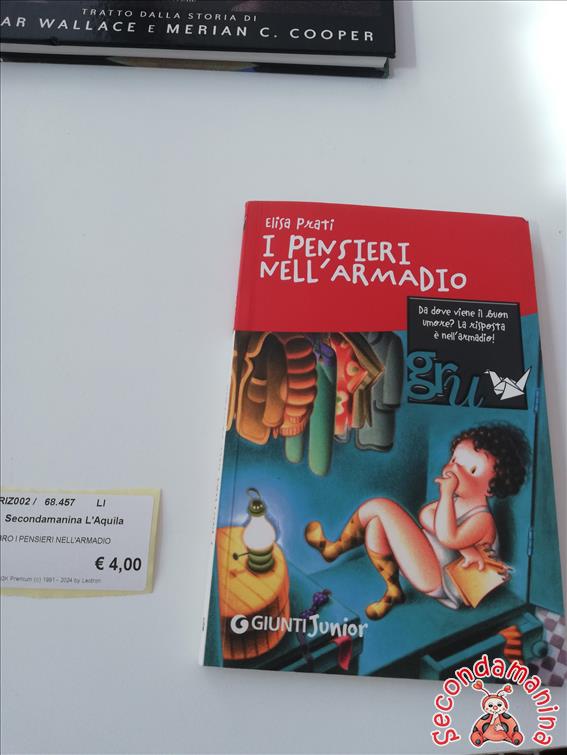 TRATTO DALLA STORIA DI
AR WALLACE E MERIAN C. COOPER
Elisa Prati
I PENSIERI
NELL'ARMADIO
Da dove viene il buon
umore? La risposta
è nell'armadio!
gru
RIZ002 / 68.457 LI
Secondamanina L'Aquila
BRO I PENSIERI NELL'ARMADIO
€ 4,00
Premium (c) 1991 - 2024 by Leotron
GIUNTI Junior
Secondamanina